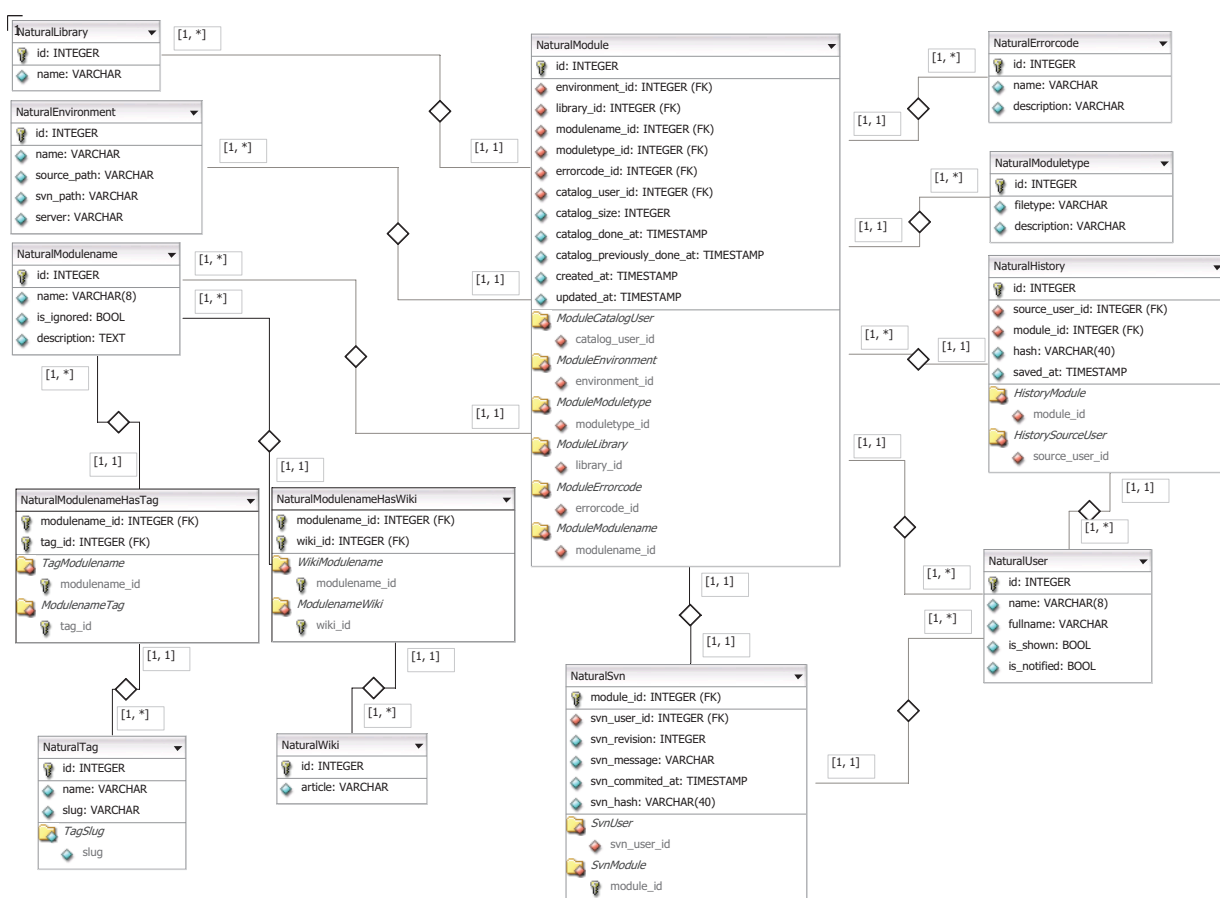 1
NaturalLibrary
id: INTEGER
name: VARCHAR
[1, *]
NaturalEnvironment
id: INTEGER
name: VARCHAR
source_path: VARCHAR
svn_path: VARCHAR
server: VARCHAR
[1, *]
[1, 1]
NaturalModulename
id: INTEGER
name: VARCHAR(8)
is_ignored: BOOL
description: TEXT
[1, *]
[1, *]
[1, 1]
[1, *]
[1, 1]
[1, 1]
[1, 1]
NaturalModulenameHasTag
modulename_id: INTEGER (FK)
tag_id: INTEGER (FK)
TagModulename
modulename_id
ModulenameTag
tag_id
[1, 1]
[1, *]
NaturalTag
id: INTEGER
name: VARCHAR
slug: VARCHAR
TagSlug
slug
NaturalModulenameHasWiki
modulename_id: INTEGER (FK)
wiki_id: INTEGER (FK)
WikiModulename
modulename_id
ModulenameWiki
wiki_id
[1, 1]
[1, *]
NaturalWiki
id: INTEGER
article: VARCHAR
NaturalModule
id: INTEGER
environment_id: INTEGER (FK)
library_id: INTEGER (FK)
modulename_id: INTEGER (FK)
moduletype_id: INTEGER (FK)
errorcode_id: INTEGER (FK)
catalog_user_id: INTEGER (FK)
catalog_size: INTEGER
catalog_done_at: TIMESTAMP
catalog_previously_done_at: TIMESTAMP
created_at: TIMESTAMP
updated_at: TIMESTAMP
ModuleCatalogUser
catalog_user_id
ModuleEnvironment
environment_id
ModuleModuletype
moduletype_id
ModuleLibrary
library_id
ModuleErrorcode
errorcode_id
ModuleModulename
modulename_id
[1, 1]
[1, 1]
NaturalSvn
module_id: INTEGER (FK)
svn_user_id: INTEGER (FK)
svn_revision: INTEGER
svn_message: VARCHAR
svn_commited_at: TIMESTAMP
svn_hash: VARCHAR(40)
SvnUser
svn_user_id
SvnModule
module_id
[1, *]
[1, 1]
NaturalErrorcode
id: INTEGER
name: VARCHAR
description: VARCHAR
[1, *]
[1, 1]
NaturalModuletype
id: INTEGER
filetype: VARCHAR
description: VARCHAR
[1, *]
[1, 1]
NaturalHistory
id: INTEGER
source_user_id: INTEGER (FK)
module_id: INTEGER (FK)
hash: VARCHAR(40)
saved_at: TIMESTAMP
HistoryModule
module_id
HistorySourceUser
source_user_id
[1, 1]
[1, 1]
[1, *]
[1, *]
[1, *]
[1, 1]
NaturalUser
id: INTEGER
name: VARCHAR(8)
fullname: VARCHAR
is_shown: BOOL
is_notified: BOOL